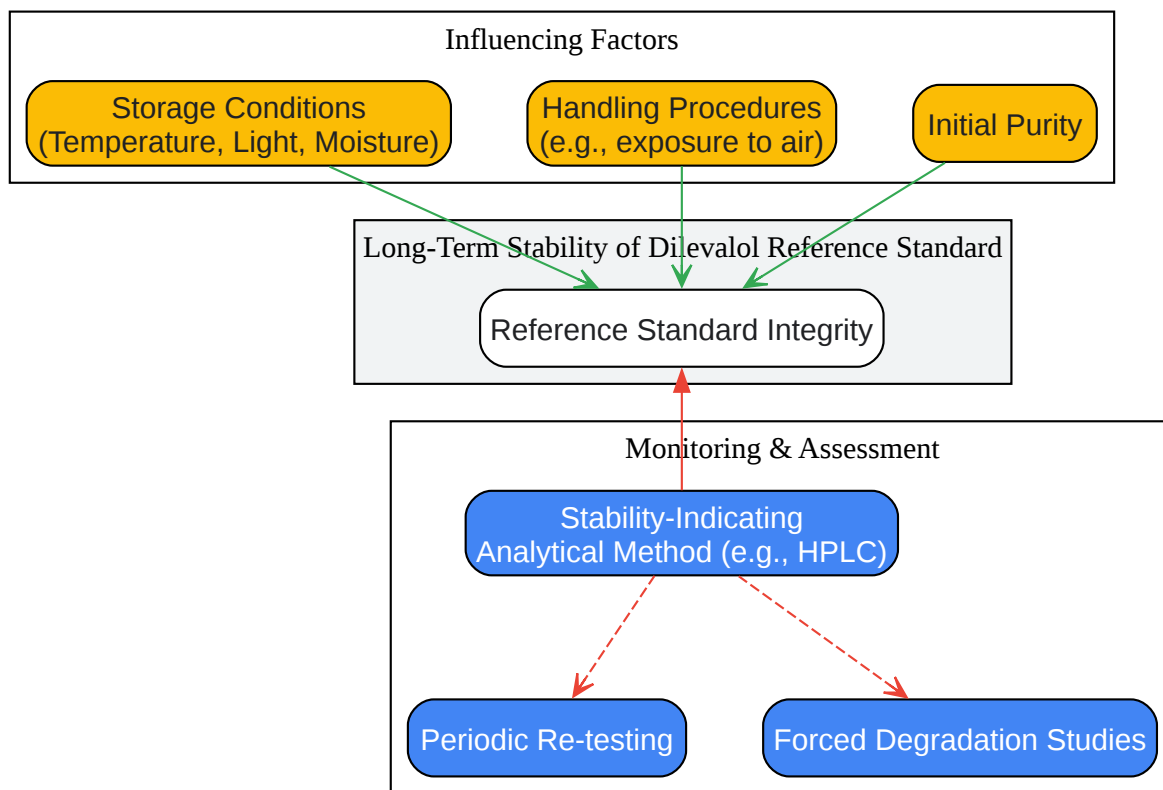 Influencing Factors
Storage Conditions
(Temperature, Light, Moisture)
Handling Procedures
(e.g., exposure to air)
Initial Purity
Long-Term Stability of Dilevalol Reference Standard
Reference Standard Integrity
Monitoring & Assessment
Stability-Indicating
Analytical Method (e.g., HPLC)
Periodic Re-testing
Forced Degradation Studies